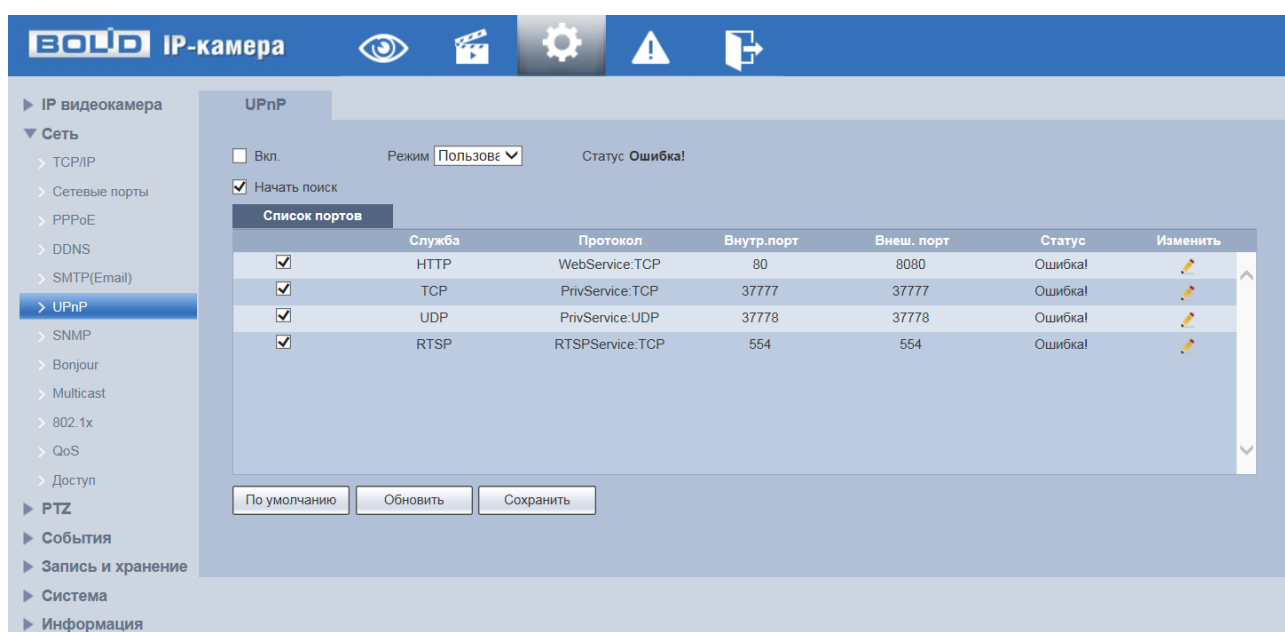 BOLID IP-камера
IP видеокамера
Сеть
TCP/IP
Сетевые порты
PPPoE
DDNS
SMTP(Email)
UPnP
SNMP
Bonjour
Multicast
802.1x
QoS
Доступ
PTZ
События
Запись и хранение
Система
Информация
UPnP
Вкл. Режим Пользова Статус Ошибка!
Начать поиск
Список портов
Служба Протокол Внутр.порт Внеш. порт Статус Изменить
HTTP WebService:TCP 80 8080 Ошибка!
TCP PrivService:TCP 37777 37777 Ошибка!
UDP PrivService:UDP 37778 37778 Ошибка!
RTSP RTSPService:TCP 554 554 Ошибка!
По умолчанию Обновить Сохранить